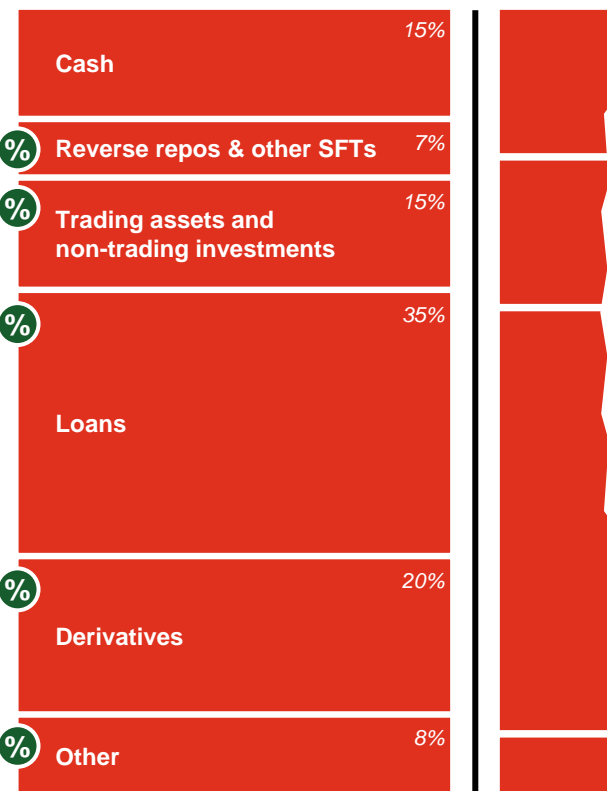 15%
Cash
% Reverse repos & other SFTs 7%
% 15%
Trading assets and
non-trading investments
% 35%
Loans
% 20%
Derivatives
% 8%
Other